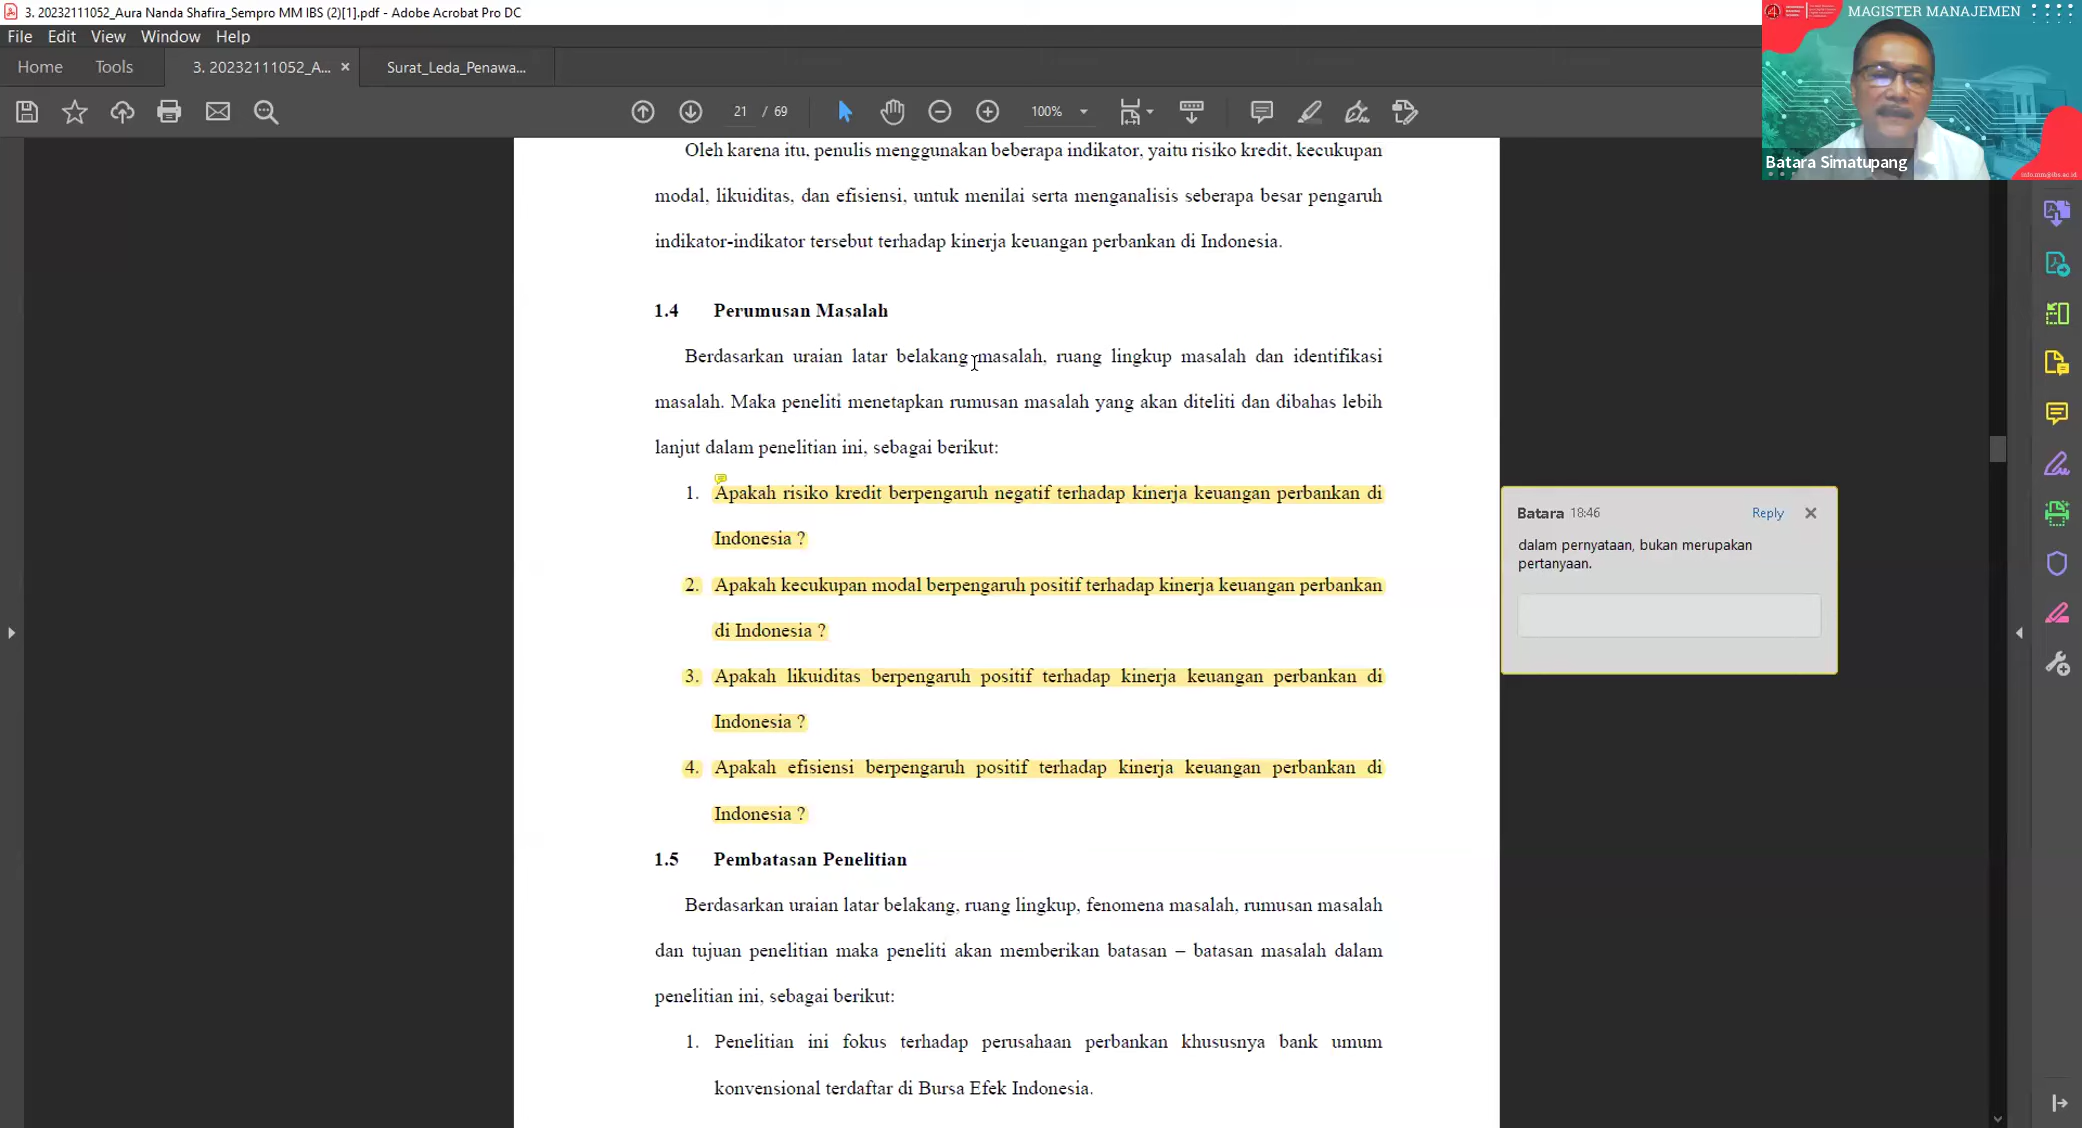 3. 20232111052_Aura Nanda Shafira_Sempro MM IBS (2)[1].pdf - Adobe Acrobat Pro DC
File Edit View Window Help
Home Tools 3. 20232111052_A... × Surat_Leda_Penawa...
21 / 69 100%
MAGISTER MANAJEMEN
Batara Simatupang
info.mm@ibs.ac.id
Oleh karena itu, penulis menggunakan beberapa indikator, yaitu risiko kredit, kecukupan
modal, likuiditas, dan efisiensi, untuk menilai serta menganalisis seberapa besar pengaruh
indikator-indikator tersebut terhadap kinerja keuangan perbankan di Indonesia.
1.4 Perumusan Masalah
Berdasarkan uraian latar belakang masalah, ruang lingkup masalah dan identifikasi
masalah. Maka peneliti menetapkan rumusan masalah yang akan diteliti dan dibahas lebih
lanjut dalam penelitian ini, sebagai berikut:
1. Apakah risiko kredit berpengaruh negatif terhadap kinerja keuangan perbankan di
Indonesia ?
2. Apakah kecukupan modal berpengaruh positif terhadap kinerja keuangan perbankan
di Indonesia ?
3. Apakah likuiditas berpengaruh positif terhadap kinerja keuangan perbankan di
Indonesia ?
4. Apakah efisiensi berpengaruh positif terhadap kinerja keuangan perbankan di
Indonesia ?
1.5 Pembatasan Penelitian
Berdasarkan uraian latar belakang, ruang lingkup, fenomena masalah, rumusan masalah
dan tujuan penelitian maka peneliti akan memberikan batasan – batasan masalah dalam
penelitian ini, sebagai berikut:
1. Penelitian ini fokus terhadap perusahaan perbankan khususnya bank umum
konvensional terdaftar di Bursa Efek Indonesia.
Batara 18:46 Reply ×
dalam pernyataan, bukan merupakan
pertanyaan.